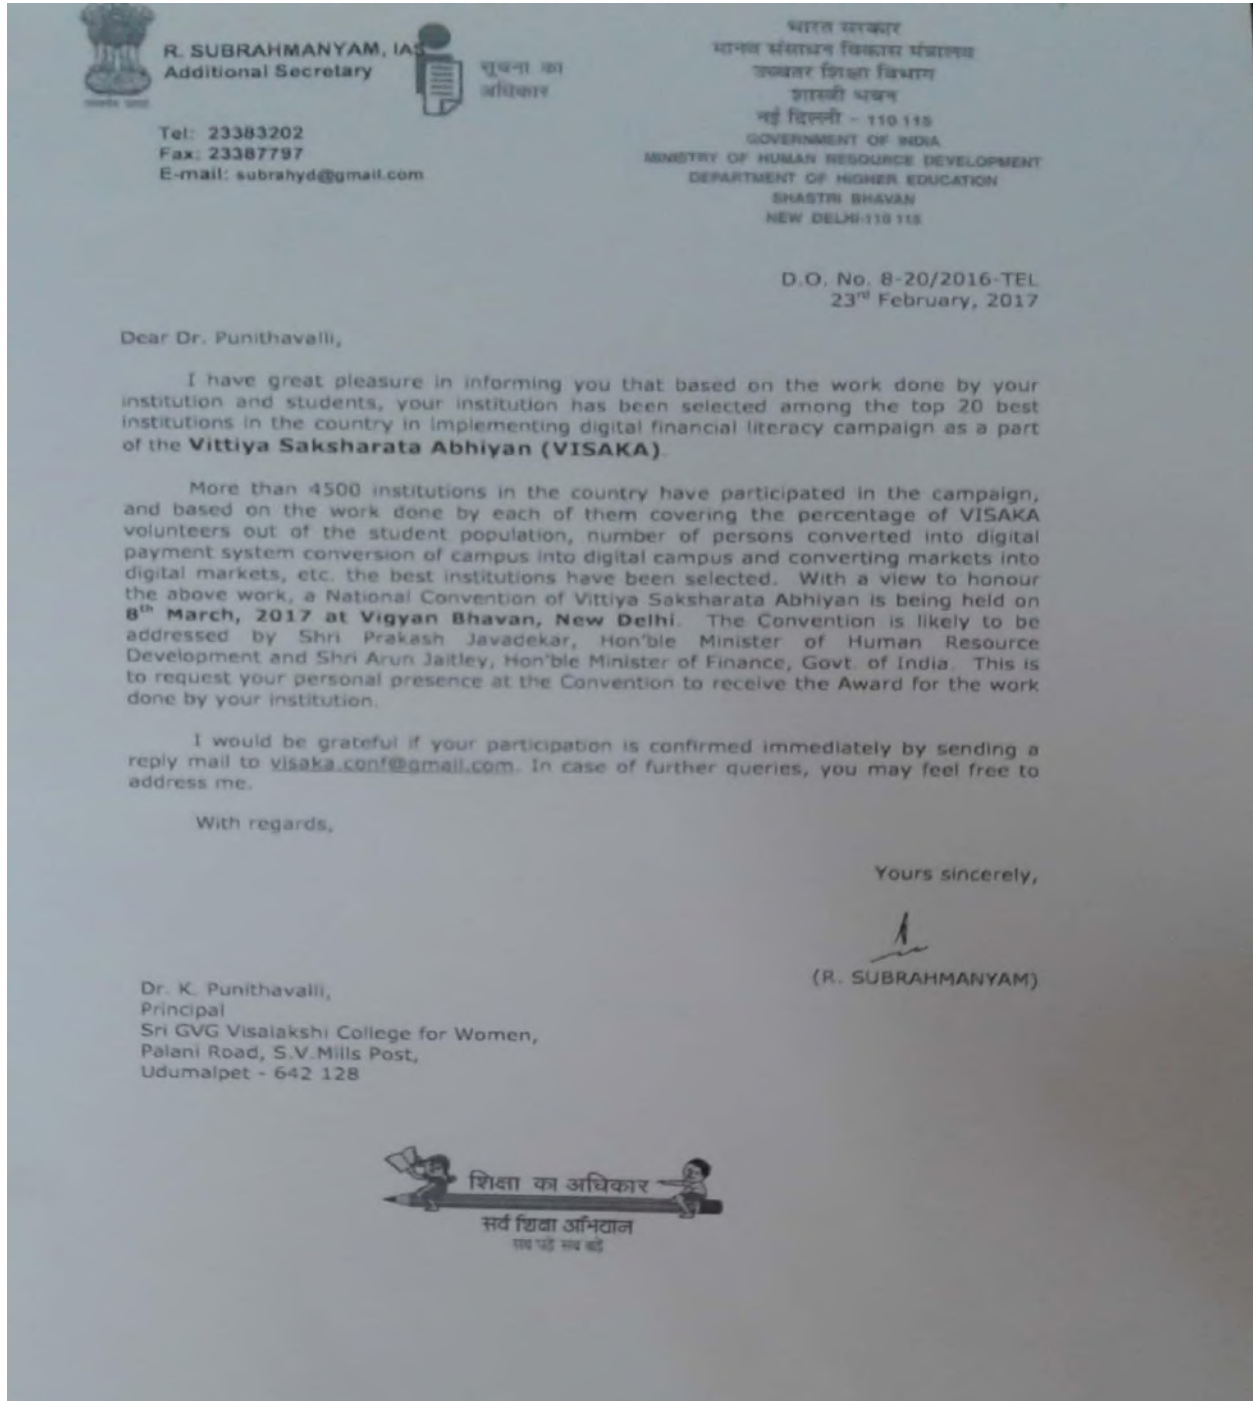 R. SUBRAHMANYAM, IAS
Additional Secretary
Tel: 23383202
Fax: 23387797
E-mail: subrahyd@gmail.com
सूचना का
अधिकार
भारत सरकार
मानव संसाधन विकास मंत्रालय
उच्चतर शिक्षा विभाग
शास्त्री भवन
नई दिल्ली - 110 115
GOVERNMENT OF INDIA
MINISTRY OF HUMAN RESOURCE DEVELOPMENT
DEPARTMENT OF HIGHER EDUCATION
SHASTRI BHAVAN
NEW DELHI-110 115
D.O. No. 8-20/2016-TEL
23rd February, 2017
Dear Dr. Punithavalli,
I have great pleasure in informing you that based on the work done by your
institution and students, your institution has been selected among the top 20 best
institutions in the country in implementing digital financial literacy campaign as a part
of the Vittiya Saksharata Abhiyan (VISAKA).
More than 4500 institutions in the country have participated in the campaign,
and based on the work done by each of them covering the percentage of VISAKA
volunteers out of the student population, number of persons converted into digital
payment system conversion of campus into digital campus and converting markets into
digital markets, etc. the best institutions have been selected. With a view to honour
the above work, a National Convention of Vittiya Saksharata Abhiyan is being held on
8th March, 2017 at Vigyan Bhavan, New Delhi. The Convention is likely to be
addressed by Shri Prakash Javadekar, Hon'ble Minister of Human Resource
Development and Shri Arun Jaitley, Hon'ble Minister of Finance, Govt. of India. This is
to request your personal presence at the Convention to receive the Award for the work
done by your institution.
I would be grateful if your participation is confirmed immediately by sending a
reply mail to visaka.conf@gmail.com. In case of further queries, you may feel free to
address me.
With regards,
Yours sincerely,
(R. SUBRAHMANYAM)
Dr. K. Punithavalli,
Principal
Sri GVG Visalakshi College for Women,
Palani Road, S.V.Mills Post,
Udumalpet - 642 128
शिक्षा का अधिकार
सर्व शिक्षा अभियान
सब पढ़ें सब बढ़ें